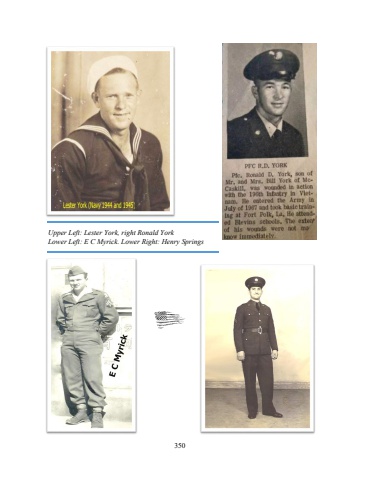 Lester York (Navy 1944 and 1945)
PFC R.D. YORK
Pfc. Ronald D. York, son of
Mr. and Mrs. Bill York of Mc-
Caskill, was wounded in action
with the 196th Infantry in Viet-
nam. He entered the Army in
July of 1967 and took basic train-
ing at Fort Polk, La. He attend-
ed Blevins schools. The extent
of his wounds were not
know immediately.
Upper Left: Lester York, right Ronald York
Lower Left: E C Myrick. Lower Right: Henry Springs
E C Myrick
350